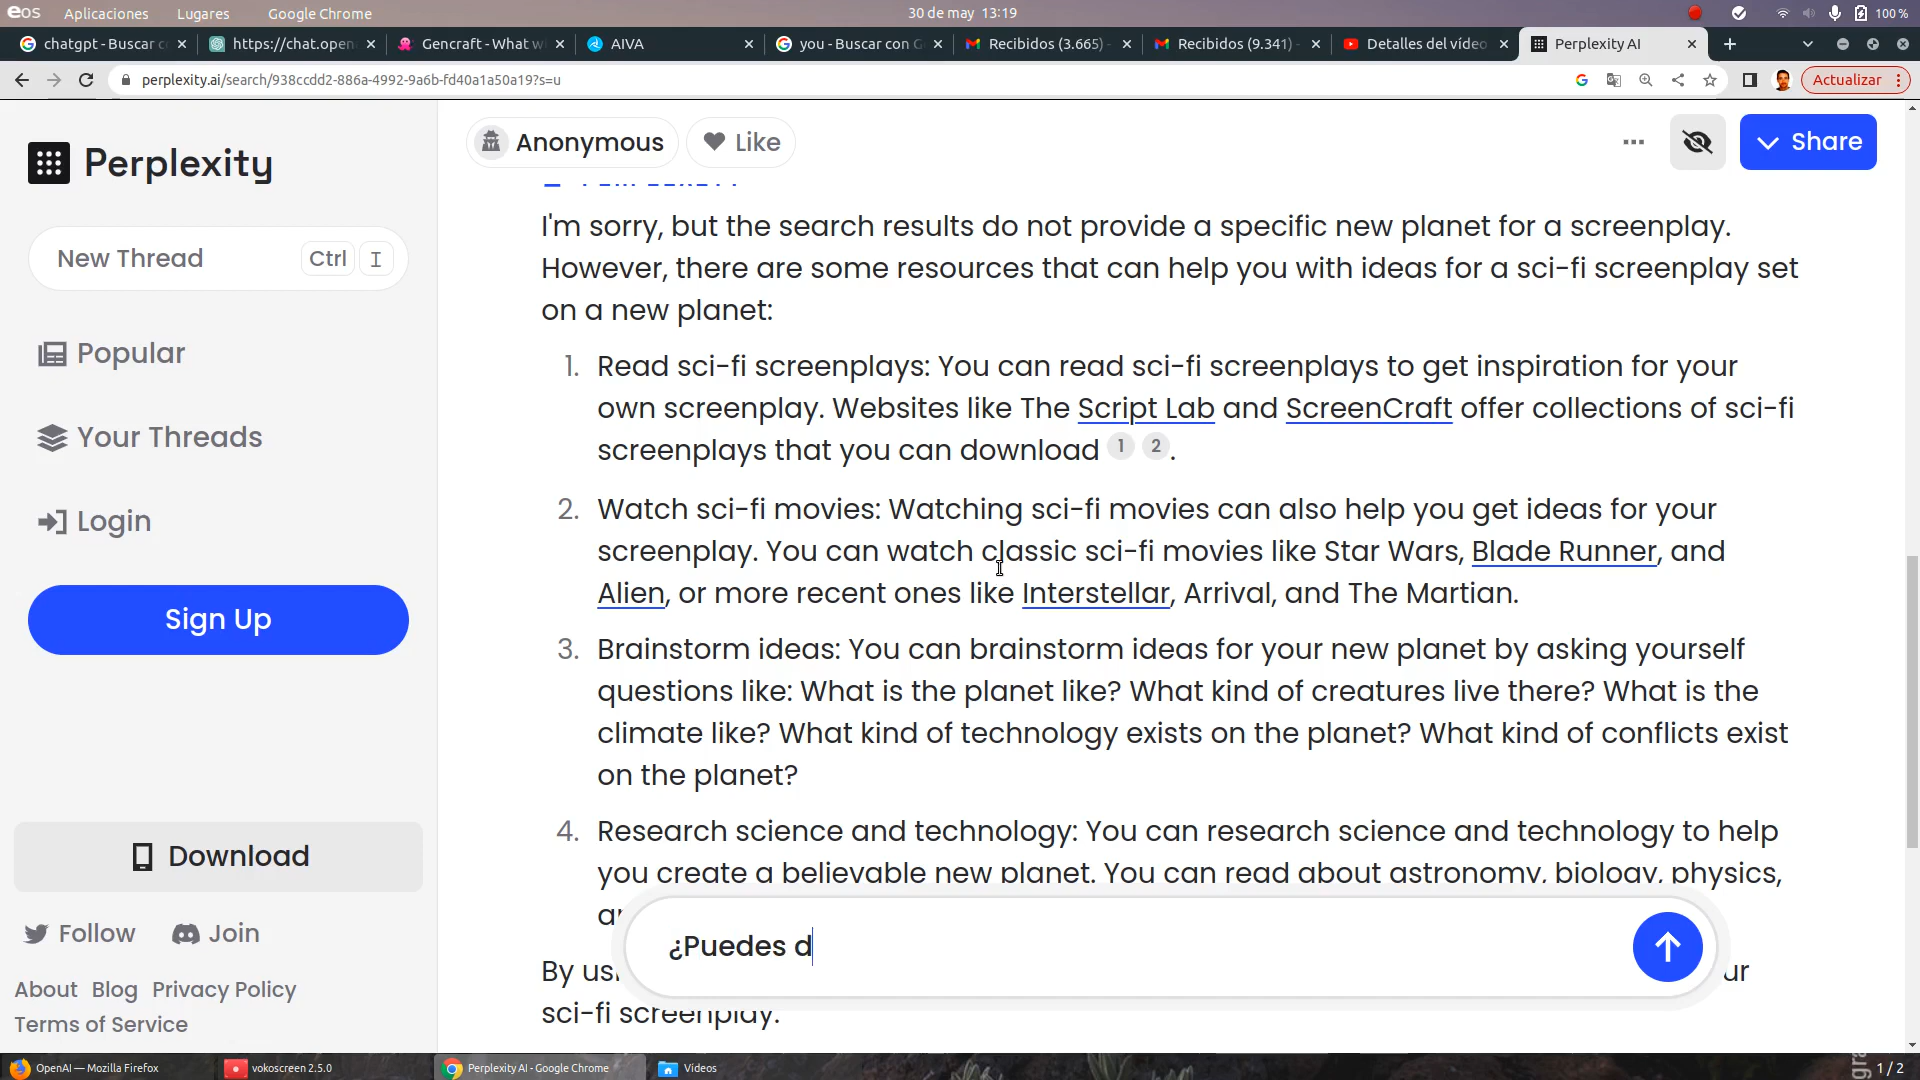 eos Aplicaciones Lugares Google Chrome 30 de may 13:19 100 %
chatgpt - Buscar c https://chat.open Gencraft - What w AIVA you - Buscar con G Recibidos (3.665) - Recibidos (9.341) - Detalles del vídeo Perplexity AI
perplexity.ai/search/938ccdd2-886a-4992-9a6b-fd40a1a50a19?s=u Actualizar
Perplexity
New Thread Ctrl I
Popular
Your Threads
Login
Sign Up
Download
Follow Join
About Blog Privacy Policy
Terms of Service
Anonymous Like Share
I'm sorry, but the search results do not provide a specific new planet for a screenplay.
However, there are some resources that can help you with ideas for a sci-fi screenplay set
on a new planet:
1. Read sci-fi screenplays: You can read sci-fi screenplays to get inspiration for your
own screenplay. Websites like The Script Lab and ScreenCraft offer collections of sci-fi
screenplays that you can download 1 2.
2. Watch sci-fi movies: Watching sci-fi movies can also help you get ideas for your
screenplay. You can watch classic sci-fi movies like Star Wars, Blade Runner, and
Alien, or more recent ones like Interstellar, Arrival, and The Martian.
3. Brainstorm ideas: You can brainstorm ideas for your new planet by asking yourself
questions like: What is the planet like? What kind of creatures live there? What is the
climate like? What kind of technology exists on the planet? What kind of conflicts exist
on the planet?
4. Research science and technology: You can research science and technology to help
you create a believable new planet. You can read about astronomy, biology, physics,
¿Puedes d
By usi
sci-fi screenplay.
OpenAI — Mozilla Firefox vokoscreen 2.5.0 Perplexity AI - Google Chrome Vídeos 1 / 2